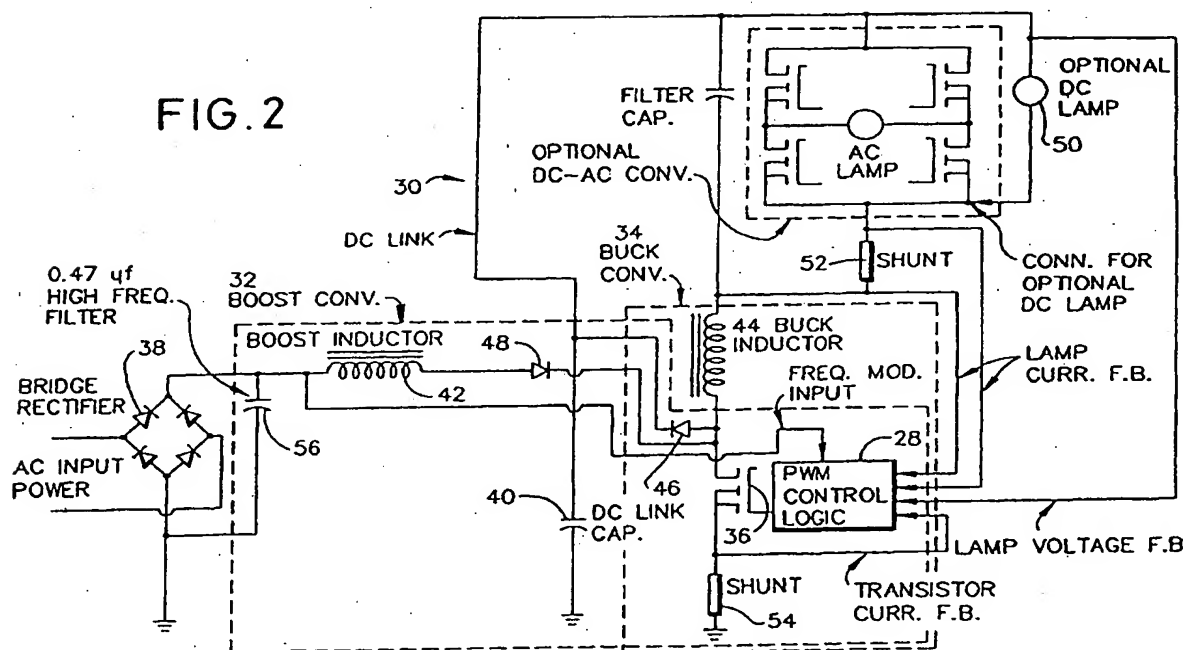 FIG. 2
30
DC LINK
FILTER
CAP.
OPTIONAL
DC-AC CONV.
AC
LAMP
OPTIONAL
DC
LAMP
50
52
SHUNT
CONN. FOR
OPTIONAL
DC LAMP
0.47 uf
HIGH FREQ.
FILTER
38
BRIDGE
RECTIFIER
AC INPUT
POWER
56
32
BOOST CONV.
BOOST INDUCTOR
42
48
34
BUCK
CONV.
44 BUCK
INDUCTOR
FREQ. MOD.
INPUT
LAMP
CURR. F.B.
46
28
PWM
CONTROL
LOGIC
36
40
DC LINK
CAP.
LAMP VOLTAGE F.B
SHUNT
54
TRANSISTOR
CURR. F.B.